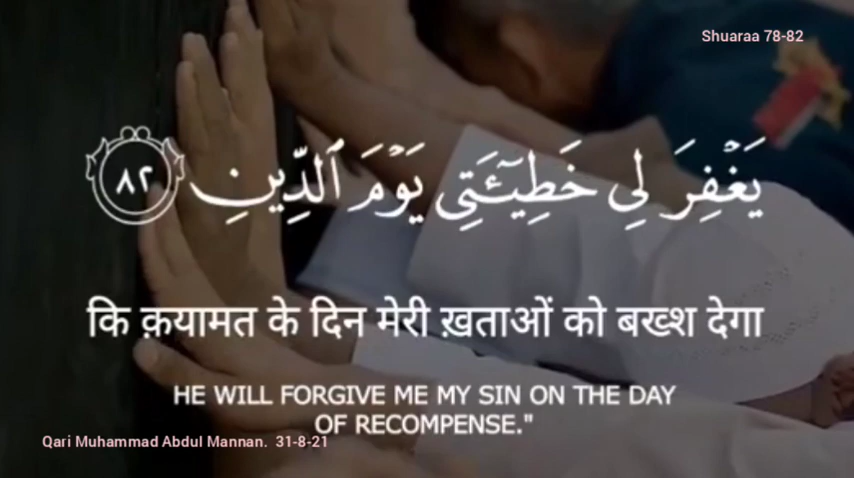 Shuaraa 78-82
يَغْفِرَ لِي خَطِيٓـَٔتِي يَوْمَ ٱلدِّينِ ٨٢
कि क़यामत के दिन मेरी ख़ताओं को बख्श देगा
HE WILL FORGIVE ME MY SIN ON THE DAY
OF RECOMPENSE."
Qari Muhammad Abdul Mannan. 31-8-21